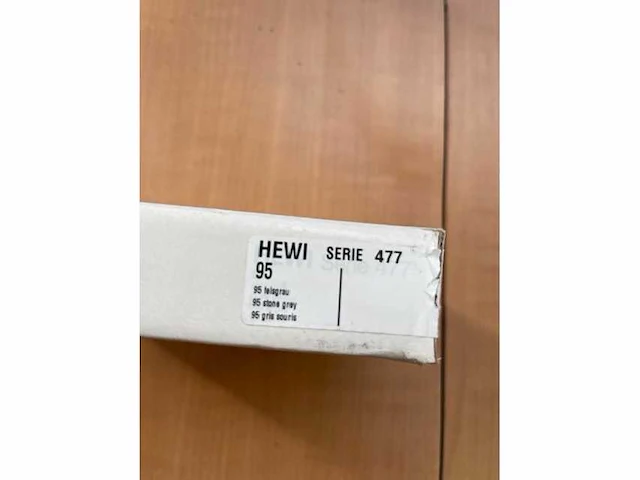 HEWI SERIE 477
95
95 felsgrau
95 stone grey
95 gris souris